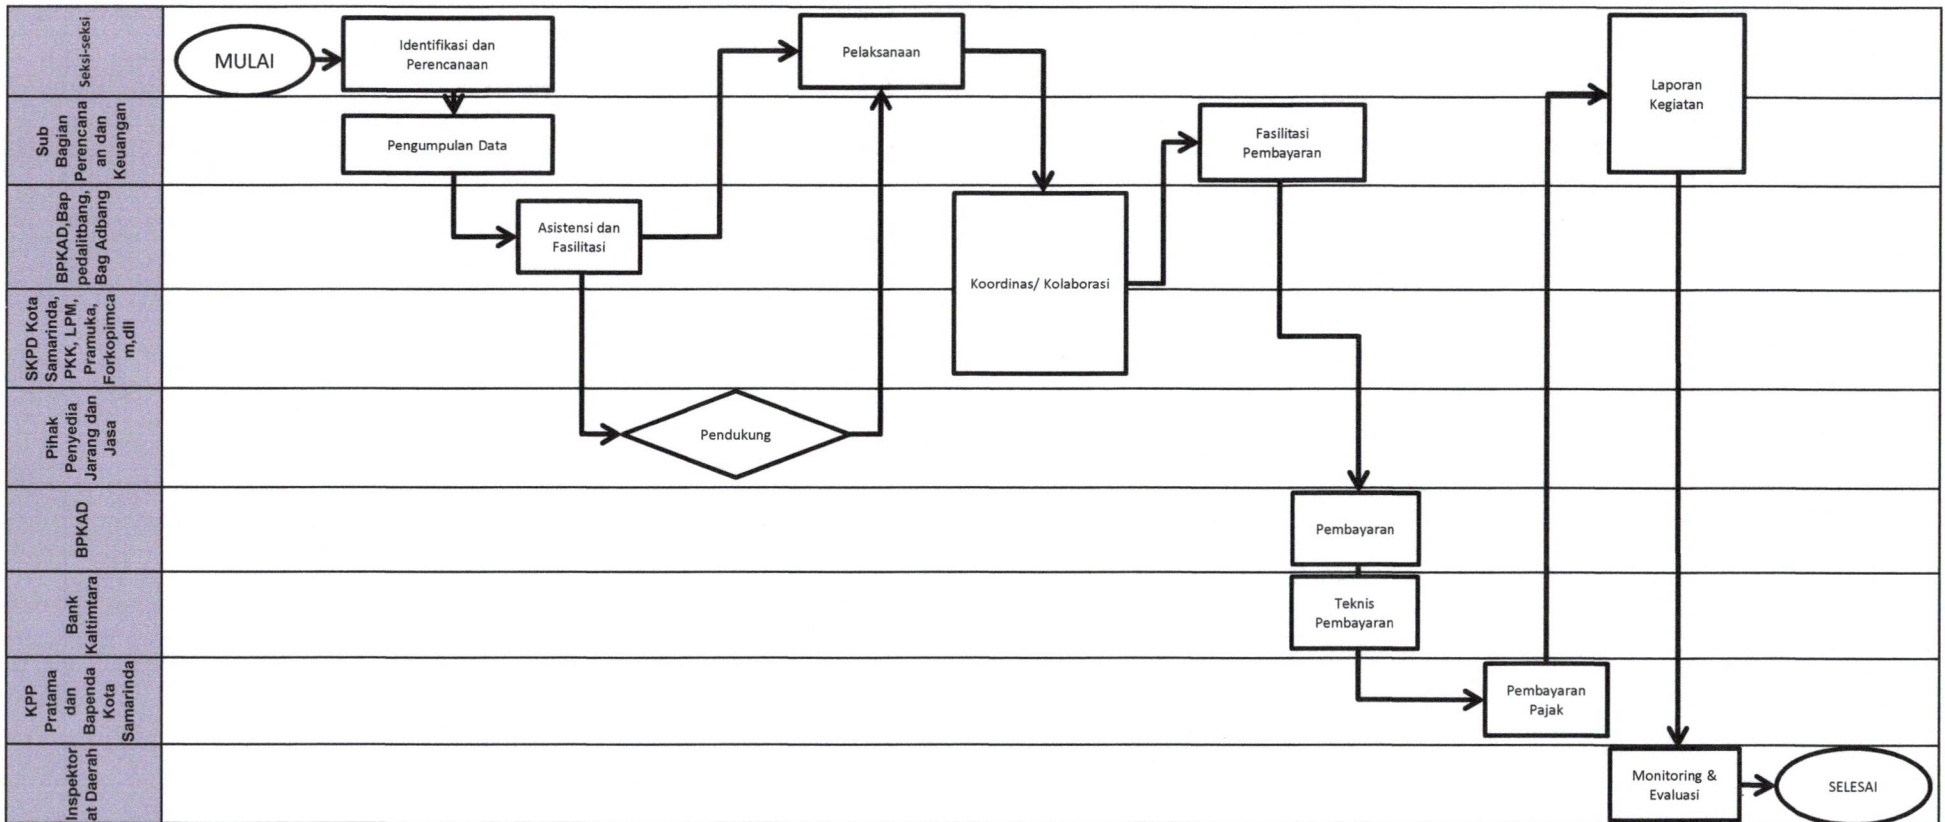 Seksi-seksi
MULAI
Identifikasi dan
Perencanaan
Pelaksanaan
Laporan
Kegiatan
Sub
Bagian
Perencana
an dan
Keuangan
Pengumpulan Data
Fasilitasi
Pembayaran
BPKAD,Bap
pedalitbang,
Bag Adbang
Asistensi dan
Fasilitasi
Koordinas/ Kolaborasi
SKPD Kota
Samarinda,
PKK, LPM,
Pramuka,
Forkopimca
m,dll
Pihak
Penyedia
Jarang dan
Jasa
Pendukung
BPKAD
Pembayaran
Bank
Kaltimtara
Teknis
Pembayaran
KPP
Pratama
dan
Bapenda
Kota
Samarinda
Pembayaran
Pajak
Inspektor
at Daerah
Monitoring &
Evaluasi
SELESAI